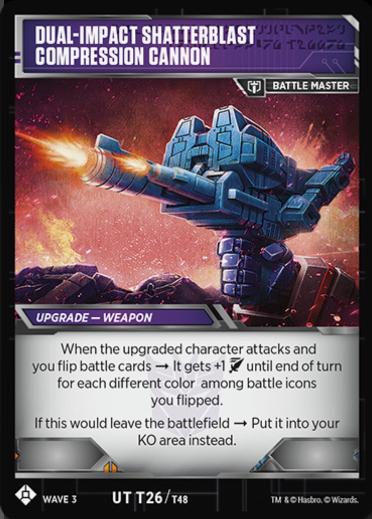 DUAL-IMPACT SHATTERBLAST
COMPRESSION CANNON
BATTLE MASTER
UPGRADE — WEAPON
When the upgraded character attacks and
you flip battle cards → It gets +1 until end of turn
for each different color among battle icons
you flipped.
If this would leave the battlefield → Put it into your
KO area instead.
WAVE 3 UT T26/T48 TM & © Hasbro. © Wizards.